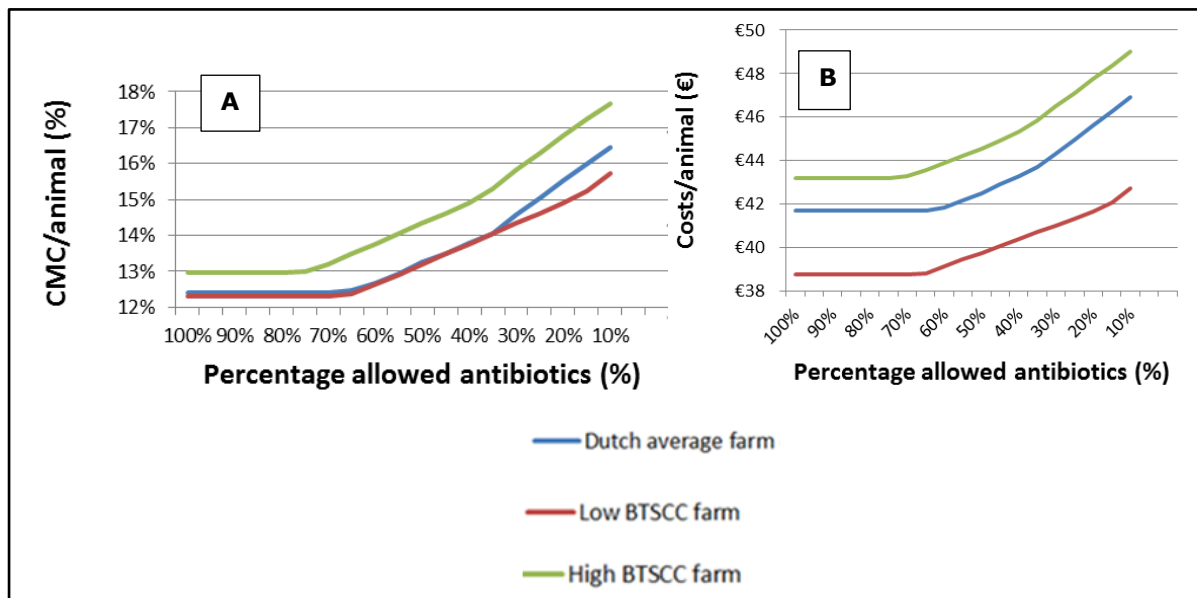 A
CMC/animal (%)
18%
17%
16%
15%
14%
13%
12%
100% 90% 80% 70% 60% 50% 40% 30% 20% 10%
Percentage allowed antibiotics (%)
B
Costs/animal (€)
€50
€48
€46
€44
€42
€40
€38
100% 90% 80% 70% 60% 50% 40% 30% 20% 10%
Percentage allowed antibiotics (%)
Dutch average farm
Low BTSCC farm
High BTSCC farm